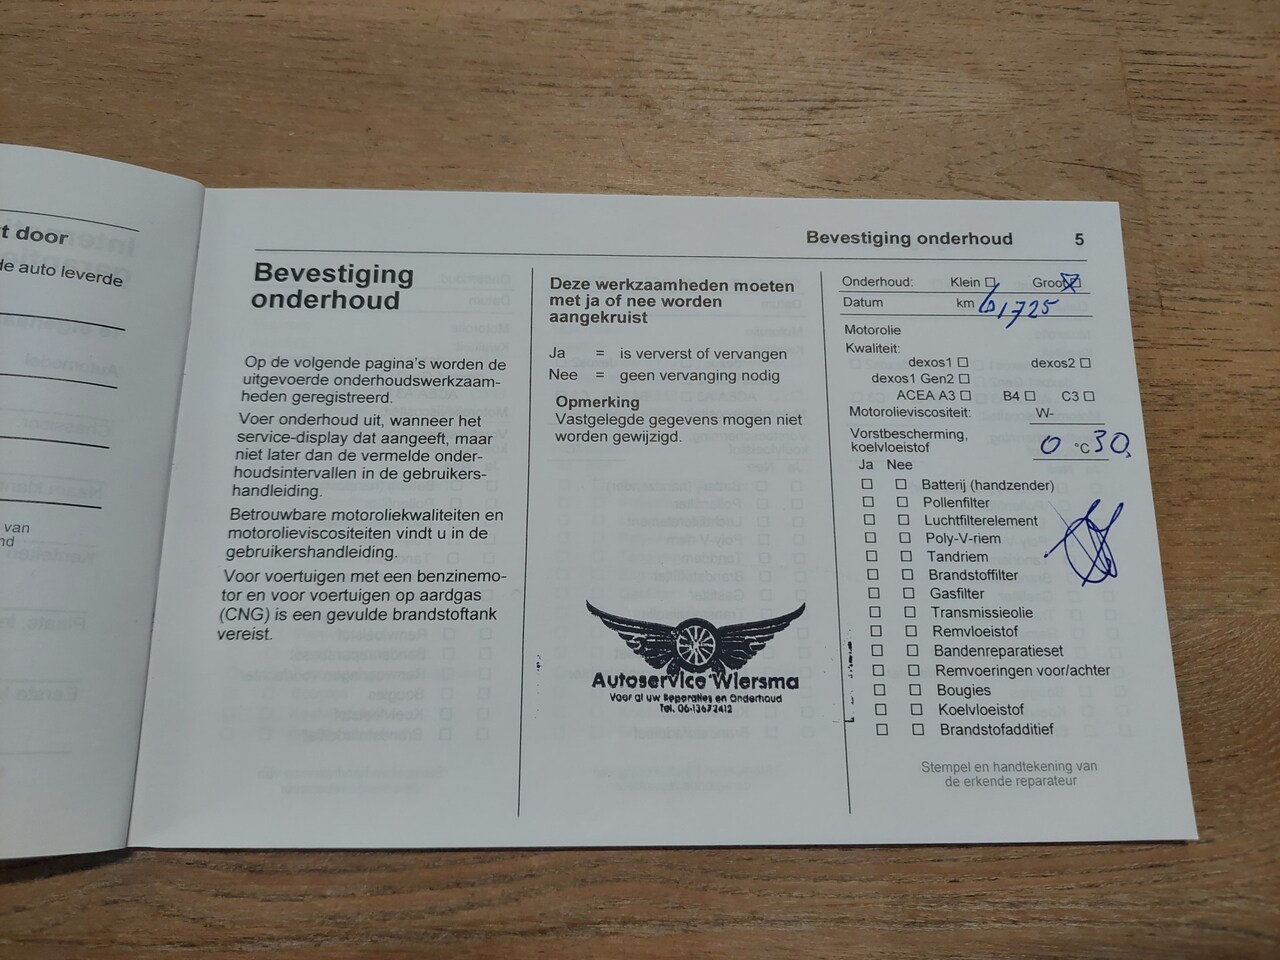 t door
de auto leverde
van
nd
Bevestiging onderhoud 5
Bevestiging
onderhoud
Op de volgende pagina's worden de
uitgevoerde onderhoudswerkzaam-
heden geregistreerd.
Voer onderhoud uit, wanneer het
service-display dat aangeeft, maar
niet later dan de vermelde onder-
houdsintervallen in de gebruikers-
handleiding.
Betrouwbare motoroliekwaliteiten en
motorolieviscositeiten vindt u in de
gebruikershandleiding.
Voor voertuigen met een benzinemo-
tor en voor voertuigen op aardgas
(CNG) is een gevulde brandstoftank
vereist.
Deze werkzaamheden moeten
met ja of nee worden
aangekruist
Ja = is ververst of vervangen
Nee = geen vervanging nodig
Opmerking
Vastgelegde gegevens mogen niet
worden gewijzigd.
Autoservice Wiersma
Voor al uw Reparaties en Onderhoud
Tel. 06-13672412
Onderhoud: Klein Groot
Datum km 61725
Motorolie
Kwaliteit:
dexos1 dexos2
dexos1 Gen2
ACEA A3 B4 C3
Motorolieviscositeit: W-
Vorstbescherming,
koelvloeistof 0 °C 30
Ja Nee
Batterij (handzender)
Pollenfilter
Luchtfilterelement
Poly-V-riem
Tandriem
Brandstoffilter
Gasfilter
Transmissieolie
Remvloeistof
Bandenreparatieset
Remvoeringen voor/achter
Bougies
Koelvloeistof
Brandstofadditief
Stempel en handtekening van
de erkende reparateur